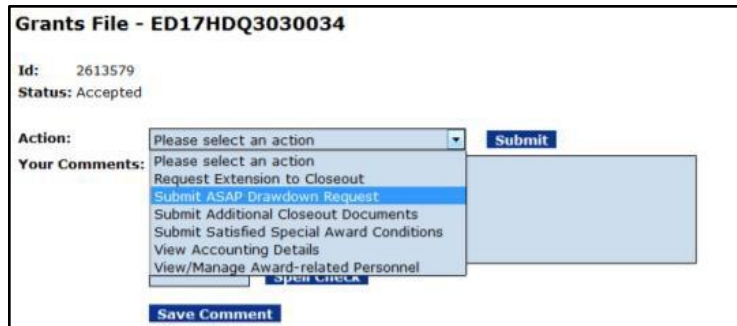 Grants File - ED17HDQ3030034
Id: 2613579
Status: Accepted
Action: Please select an action Submit
Your Comments: Please select an action
Request Extension to Closeout
Submit ASAP Drawdown Request
Submit Additional Closeout Documents
Submit Satisfied Special Award Conditions
View Accounting Details
View/Manage Award-related Personnel
Spell Check
Save Comment